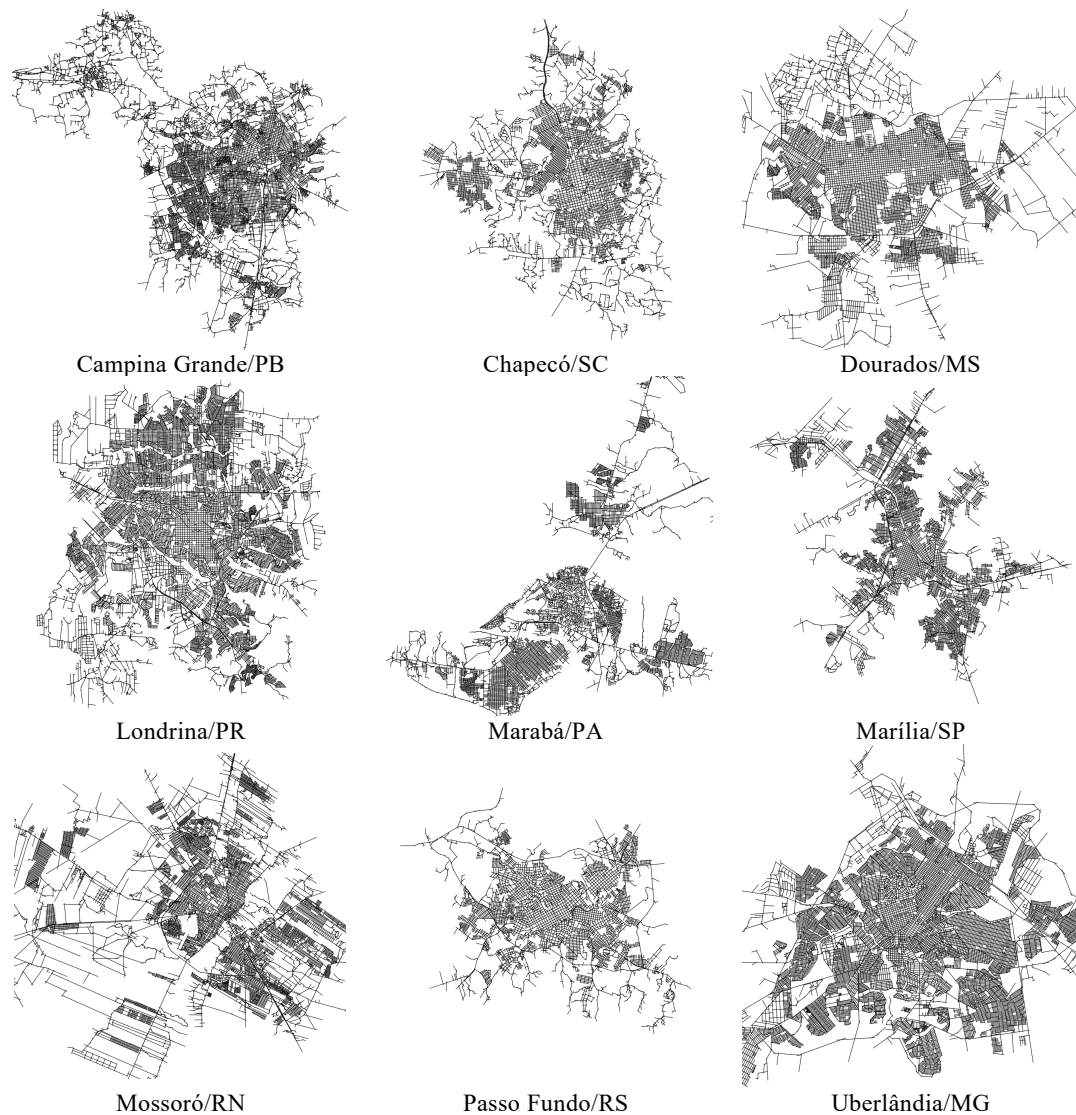 Campina Grande/PB
Chapecó/SC
Dourados/MS
Londrina/PR
Marabá/PA
Marília/SP
Mossoró/RN
Passo Fundo/RS
Uberlândia/MG